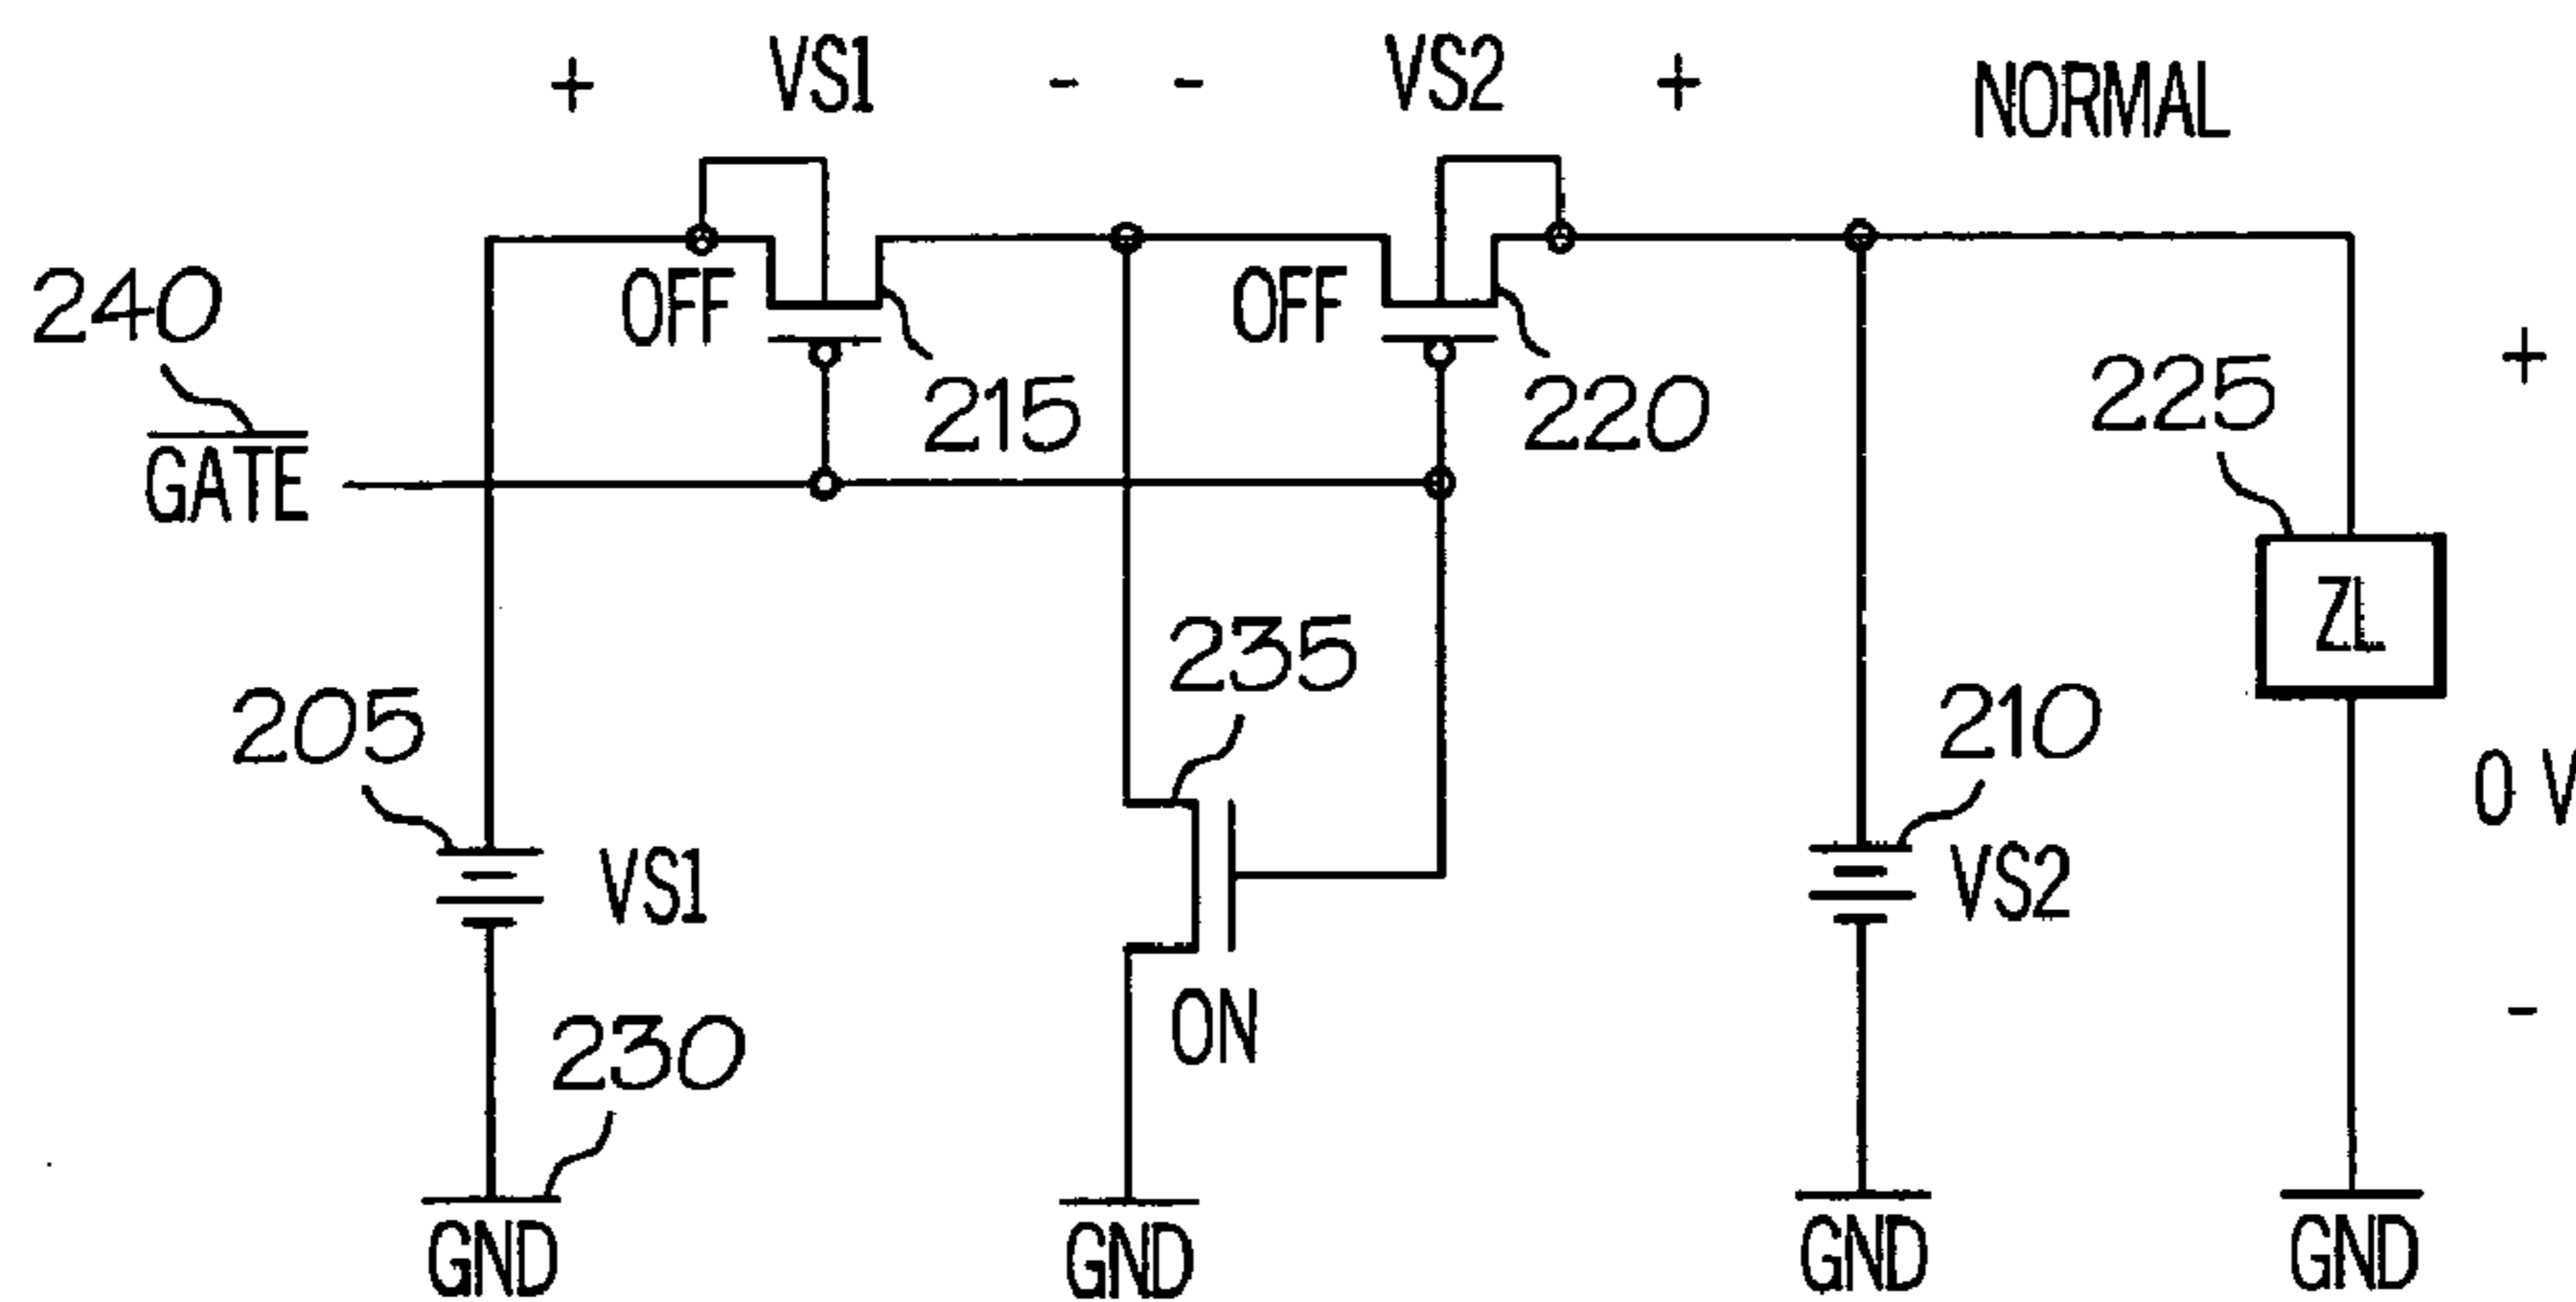 + VS1 - - VS2 + NORMAL
240
OFF
OFF
GATE
215
220
225
+
ZL
235
205
VS1
210
VS2
0 V
230
ON
-
GND
GND
GND
GND